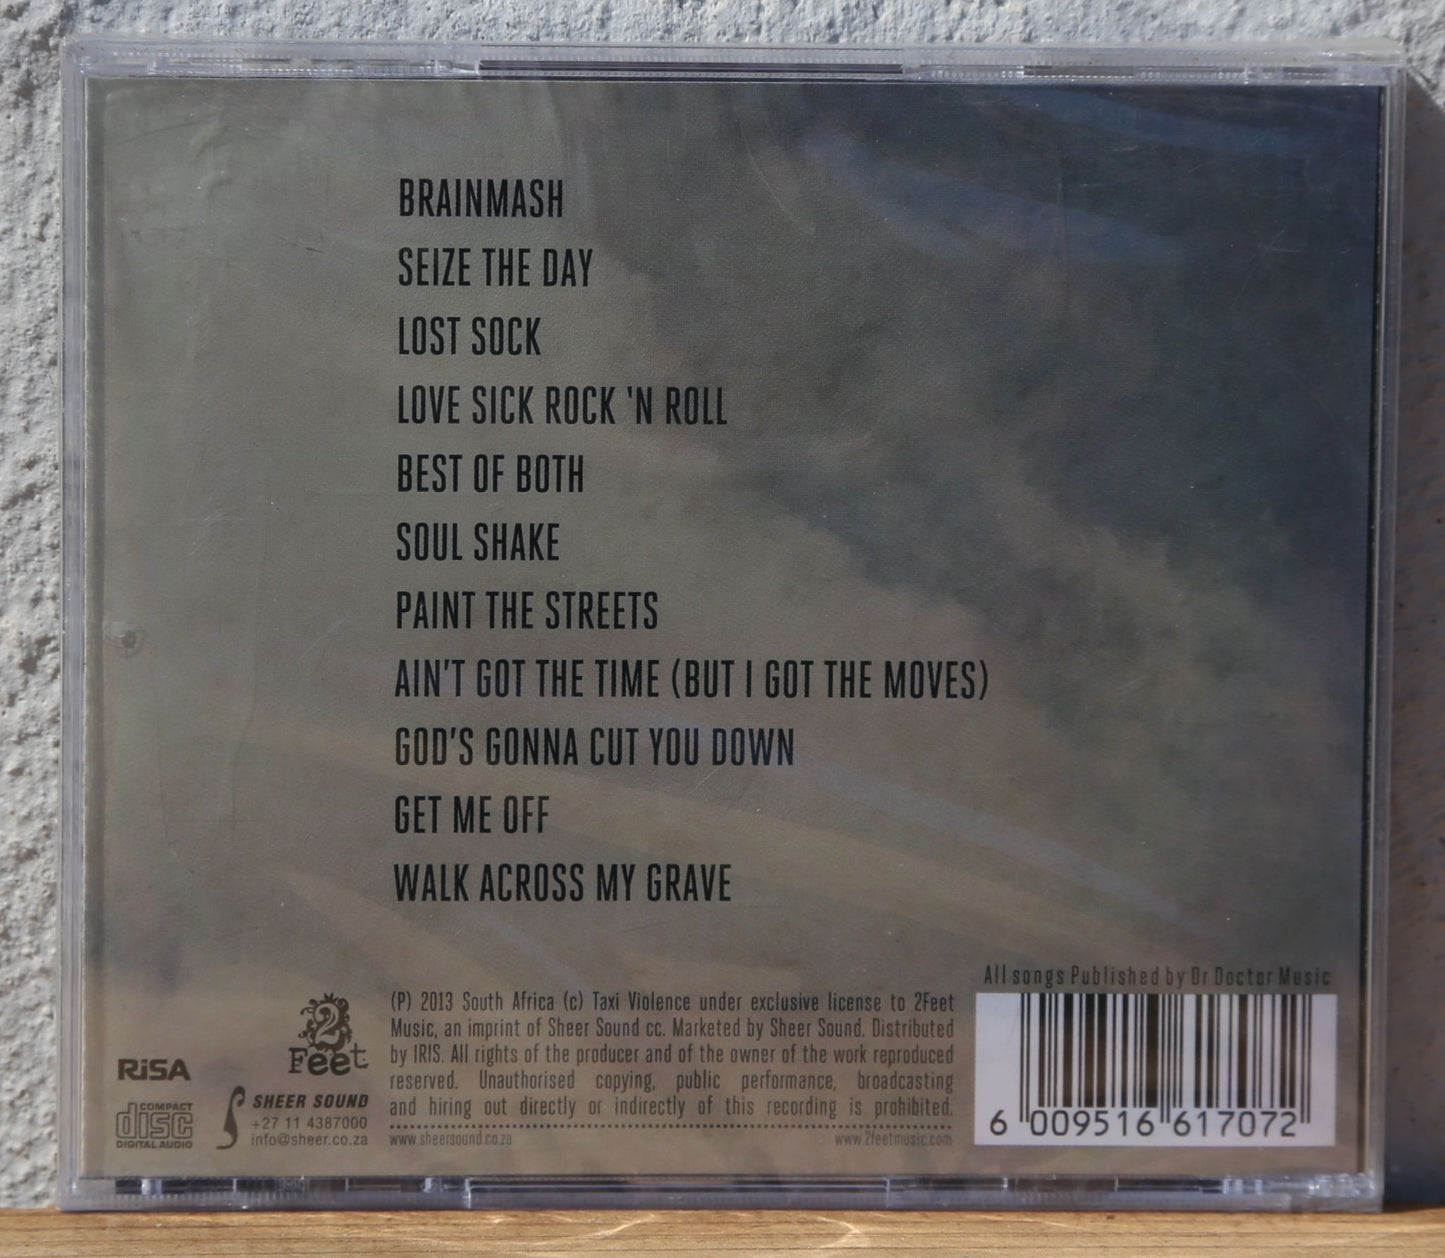 BRAINMASH
SEIZE THE DAY
LOST SOCK
LOVE SICK ROCK 'N ROLL
BEST OF BOTH
SOUL SHAKE
PAINT THE STREETS
AIN'T GOT THE TIME (BUT I GOT THE MOVES)
GOD'S GONNA CUT YOU DOWN
GET ME OFF
WALK ACROSS MY GRAVE
All songs Published by Dr Doctor Music
(P) 2013 South Africa (c) Taxi Violence under exclusive license to 2Feet
Music, an imprint of Sheer Sound cc. Marketed by Sheer Sound. Distributed
by IRIS. All rights of the producer and of the owner of the work reproduced
reserved. Unauthorised copying, public performance, broadcasting
and hiring out directly or indirectly of this recording is prohibited.
www.sheersound.co.za www.2feetmusic.com
2
Feet
RiSA
SHEER SOUND
+27 11 4387000
info@sheer.co.za
COMPACT
disc
DIGITAL AUDIO
6 009516 617072